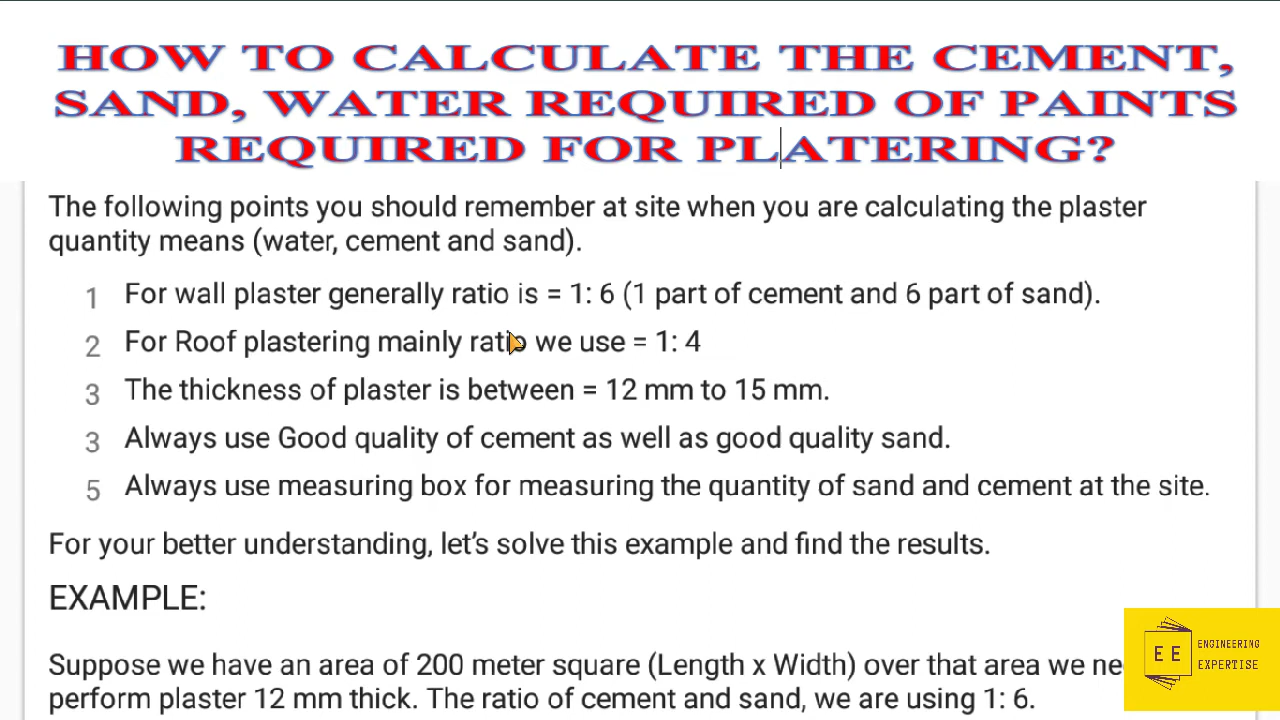 HOW TO CALCULATE THE CEMENT,
SAND, WATER REQUIRED OF PAINTS
REQUIRED FOR PLATERING?
The following points you should remember at site when you are calculating the plaster
quantity means (water, cement and sand).
1 For wall plaster generally ratio is = 1: 6 (1 part of cement and 6 part of sand).
2 For Roof plastering mainly ratio we use = 1: 4
3 The thickness of plaster is between = 12 mm to 15 mm.
3 Always use Good quality of cement as well as good quality sand.
5 Always use measuring box for measuring the quantity of sand and cement at the site.
For your better understanding, let's solve this example and find the results.
EXAMPLE:
Suppose we have an area of 200 meter square (Length x Width) over that area we
perform plaster 12 mm thick. The ratio of cement and sand, we are using 1: 6.
EE
ENGINEERING
EXPERTISE